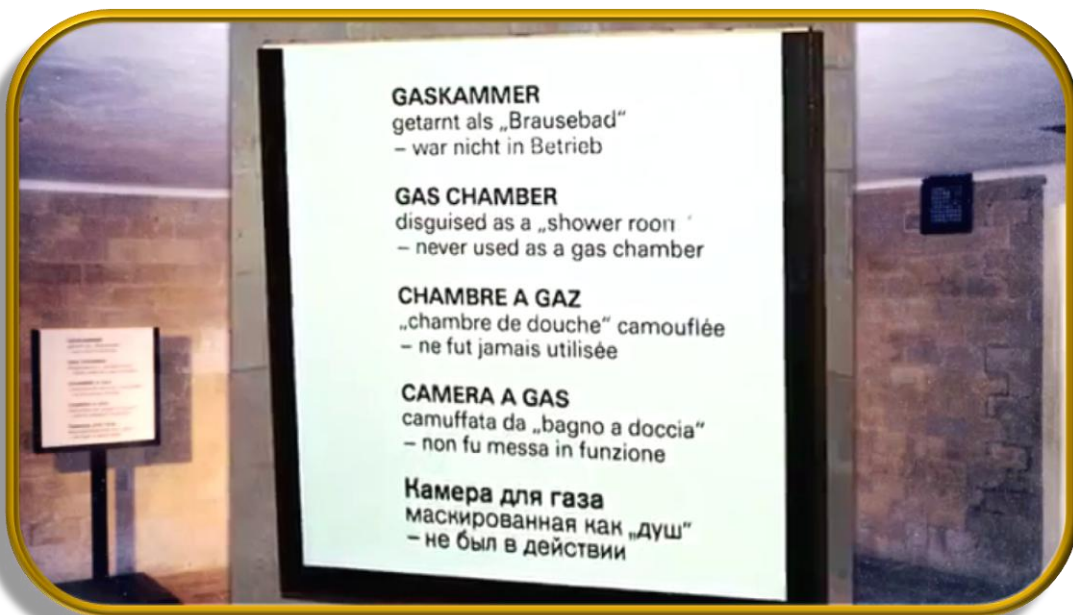 GASKAMMER
getarnt als „Brausebad“
– war nicht in Betrieb
GAS CHAMBER
disguised as a „shower
– never used as a gas chamber
CHAMBRE A GAZ
„chambre de douche“ camouflée
– ne fut jamais utilisée
CAMERA A GAS
camuffata da „bagno a doccia“
– non fu messa in funzione
Камера для газа
маскированная как „душ“
– не был в действии